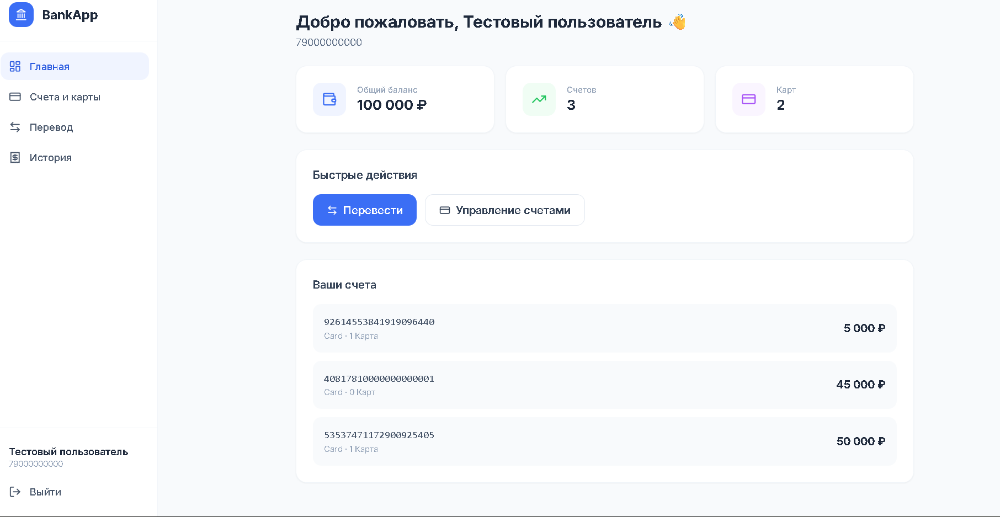 BankApp
Главная
Счета и карты
Перевод
История
Тестовый пользователь
79000000000
Выйти
Добро пожаловать, Тестовый пользователь 👋
79000000000
Общий баланс
100 000 ₽
Счетов
3
Карт
2
Быстрые действия
Перевести
Управление счетами
Ваши счета
92614553841919096440
Card · 1 Карта
5 000 ₽
40817810000000000001
Card · 0 Карт
45 000 ₽
53537471172900925405
Card · 1 Карта
50 000 ₽